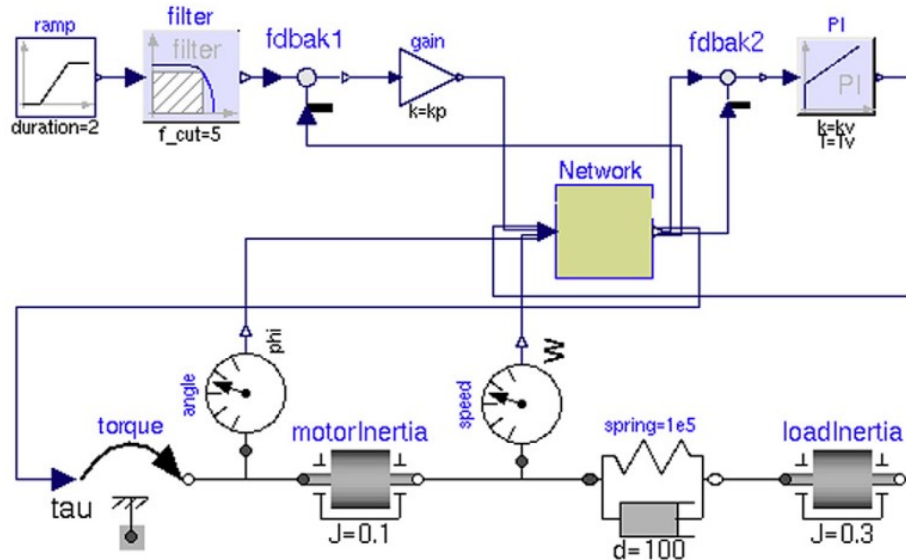 ramp
duration=2
filter
filter
f_cut=5
fdbak1
gain
k=kp
fdbak2
PI
PI
k=kv
T=Tv
Network
angle
phi
speed
w
torque
tau
motorInertia
J=0.1
spring=1e5
d=100
loadInertia
J=0.3